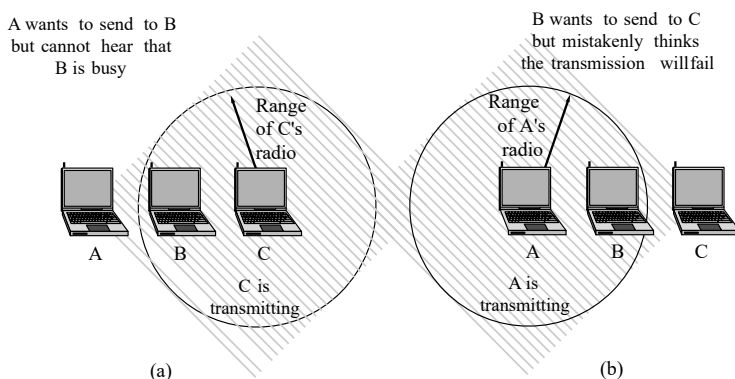 A wants to send to B
but cannot hear that
B is busy
Range
of C's
radio
A
B
C
C is
transmitting
(a)
B wants to send to C
but mistakenly thinks
the transmission willfail
Range
of A's
radio
A
B
C
A is
transmitting
(b)